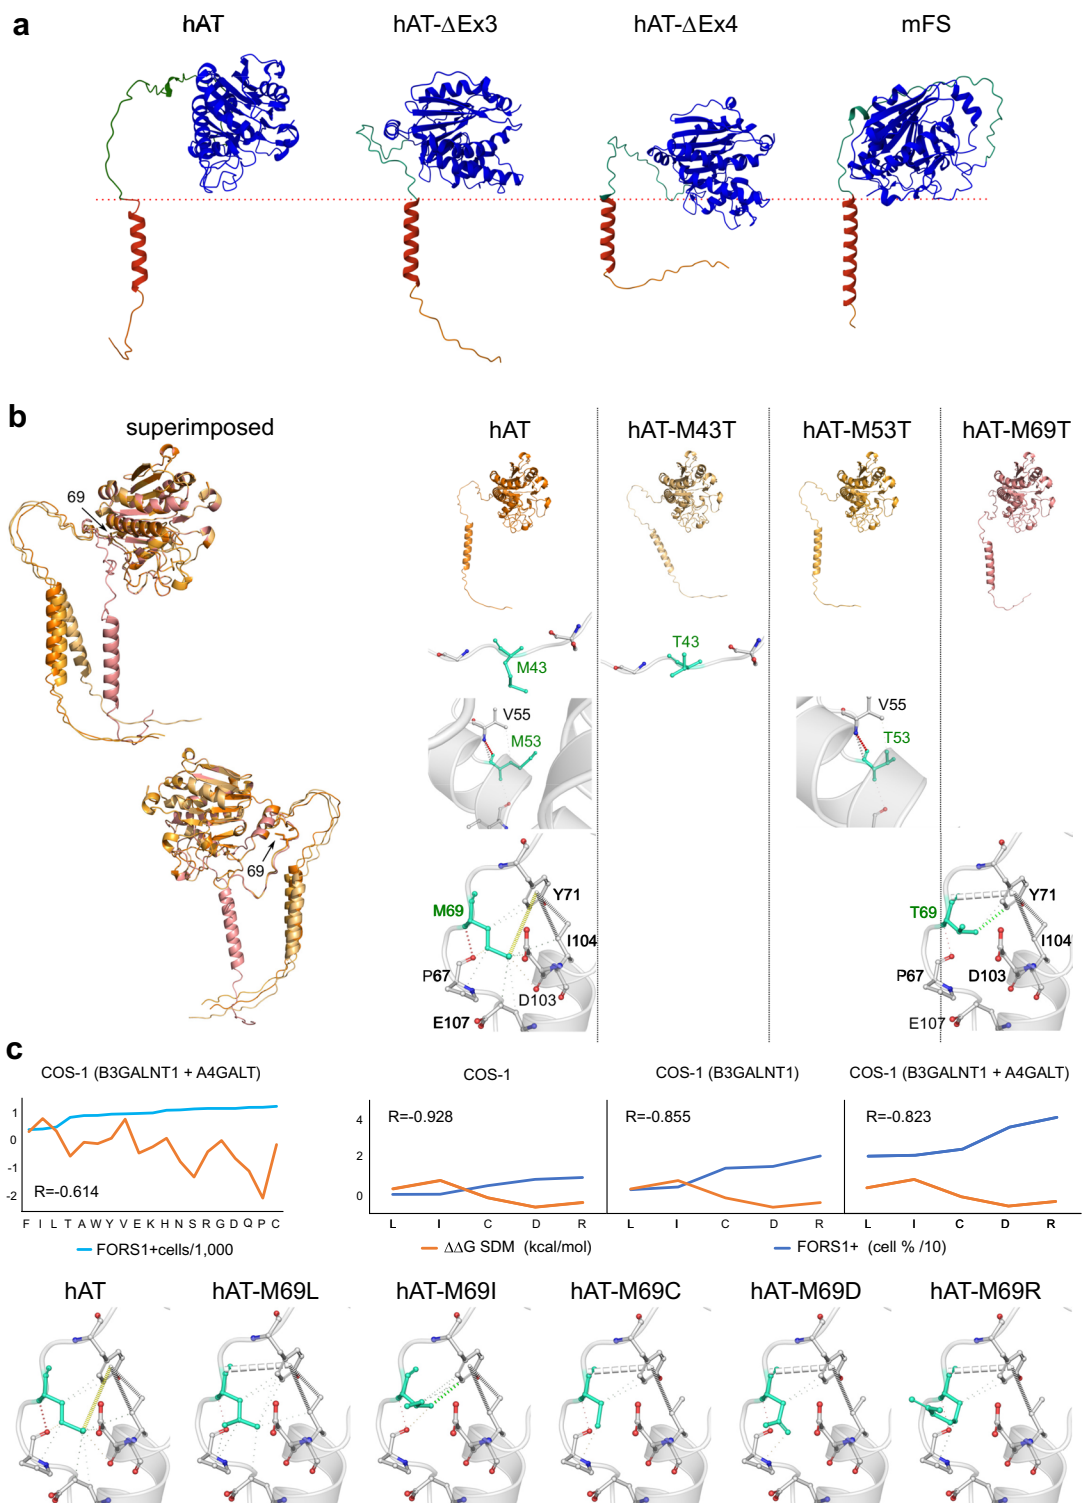 a
hAT
hAT-ΔEx3
hAT-ΔEx4
mFS
b
superimposed
hAT
hAT-M43T
hAT-M53T
hAT-M69T
69
M43
T43
V55
M53
V55
T53
69
M69
Y71
I104
P67
D103
E107
T69
Y71
I104
P67
D103
E107
c
COS-1 (B3GALNT1 + A4GALT)
1
0
-1
-2
R=-0.614
F I L T A W Y V E K H N S R G D Q P C
FORS1+cells/1,000
COS-1
COS-1 (B3GALNT1)
COS-1 (B3GALNT1 + A4GALT)
4
2
0
R=-0.928
R=-0.855
R=-0.823
L I C D R
L I C D R
L I C D R
ΔΔG SDM (kcal/mol)
FORS1+ (cell % /10)
hAT
hAT-M69L
hAT-M69I
hAT-M69C
hAT-M69D
hAT-M69R